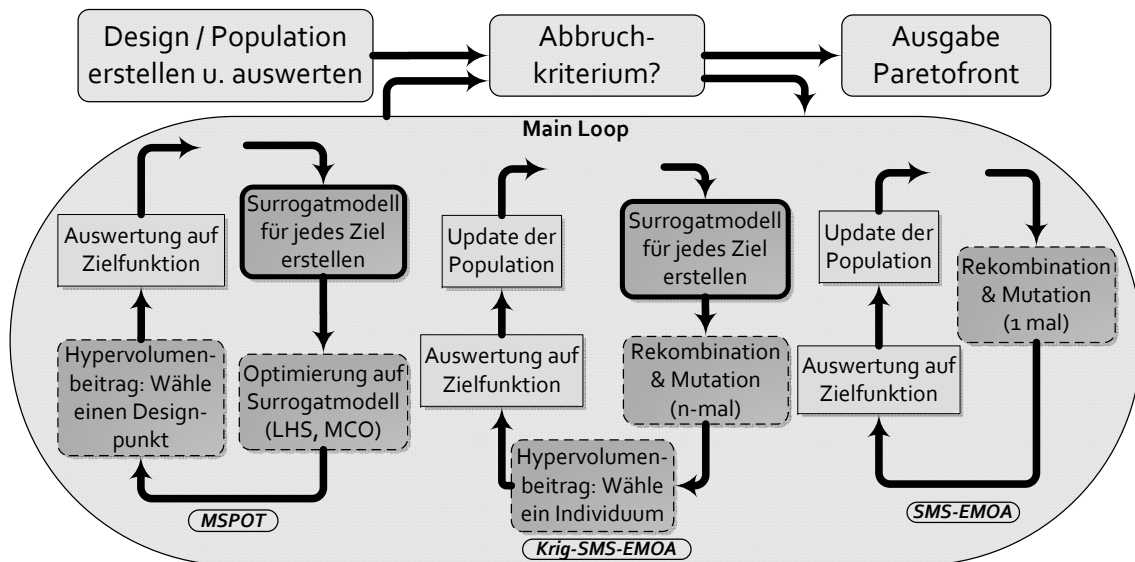 Design / Population
erstellen u. auswerten
Abbruch-
kriterium?
Ausgabe
Paretofront
Main Loop
Surrogatmodell
für jedes Ziel
erstellen
Auswertung auf
Zielfunktion
Hypervolumen-
beitrag: Wähle
einen Design-
punkt
Optimierung auf
Surrogatmodell
(LHS, MCO)
MSPOT
Update der
Population
Surrogatmodell
für jedes Ziel
erstellen
Auswertung auf
Zielfunktion
Rekombination
& Mutation
(n-mal)
Hypervolumen-
beitrag: Wähle
ein Individuum
Krig-SMS-EMOA
Update der
Population
Rekombination
& Mutation
(1 mal)
Auswertung auf
Zielfunktion
SMS-EMOA